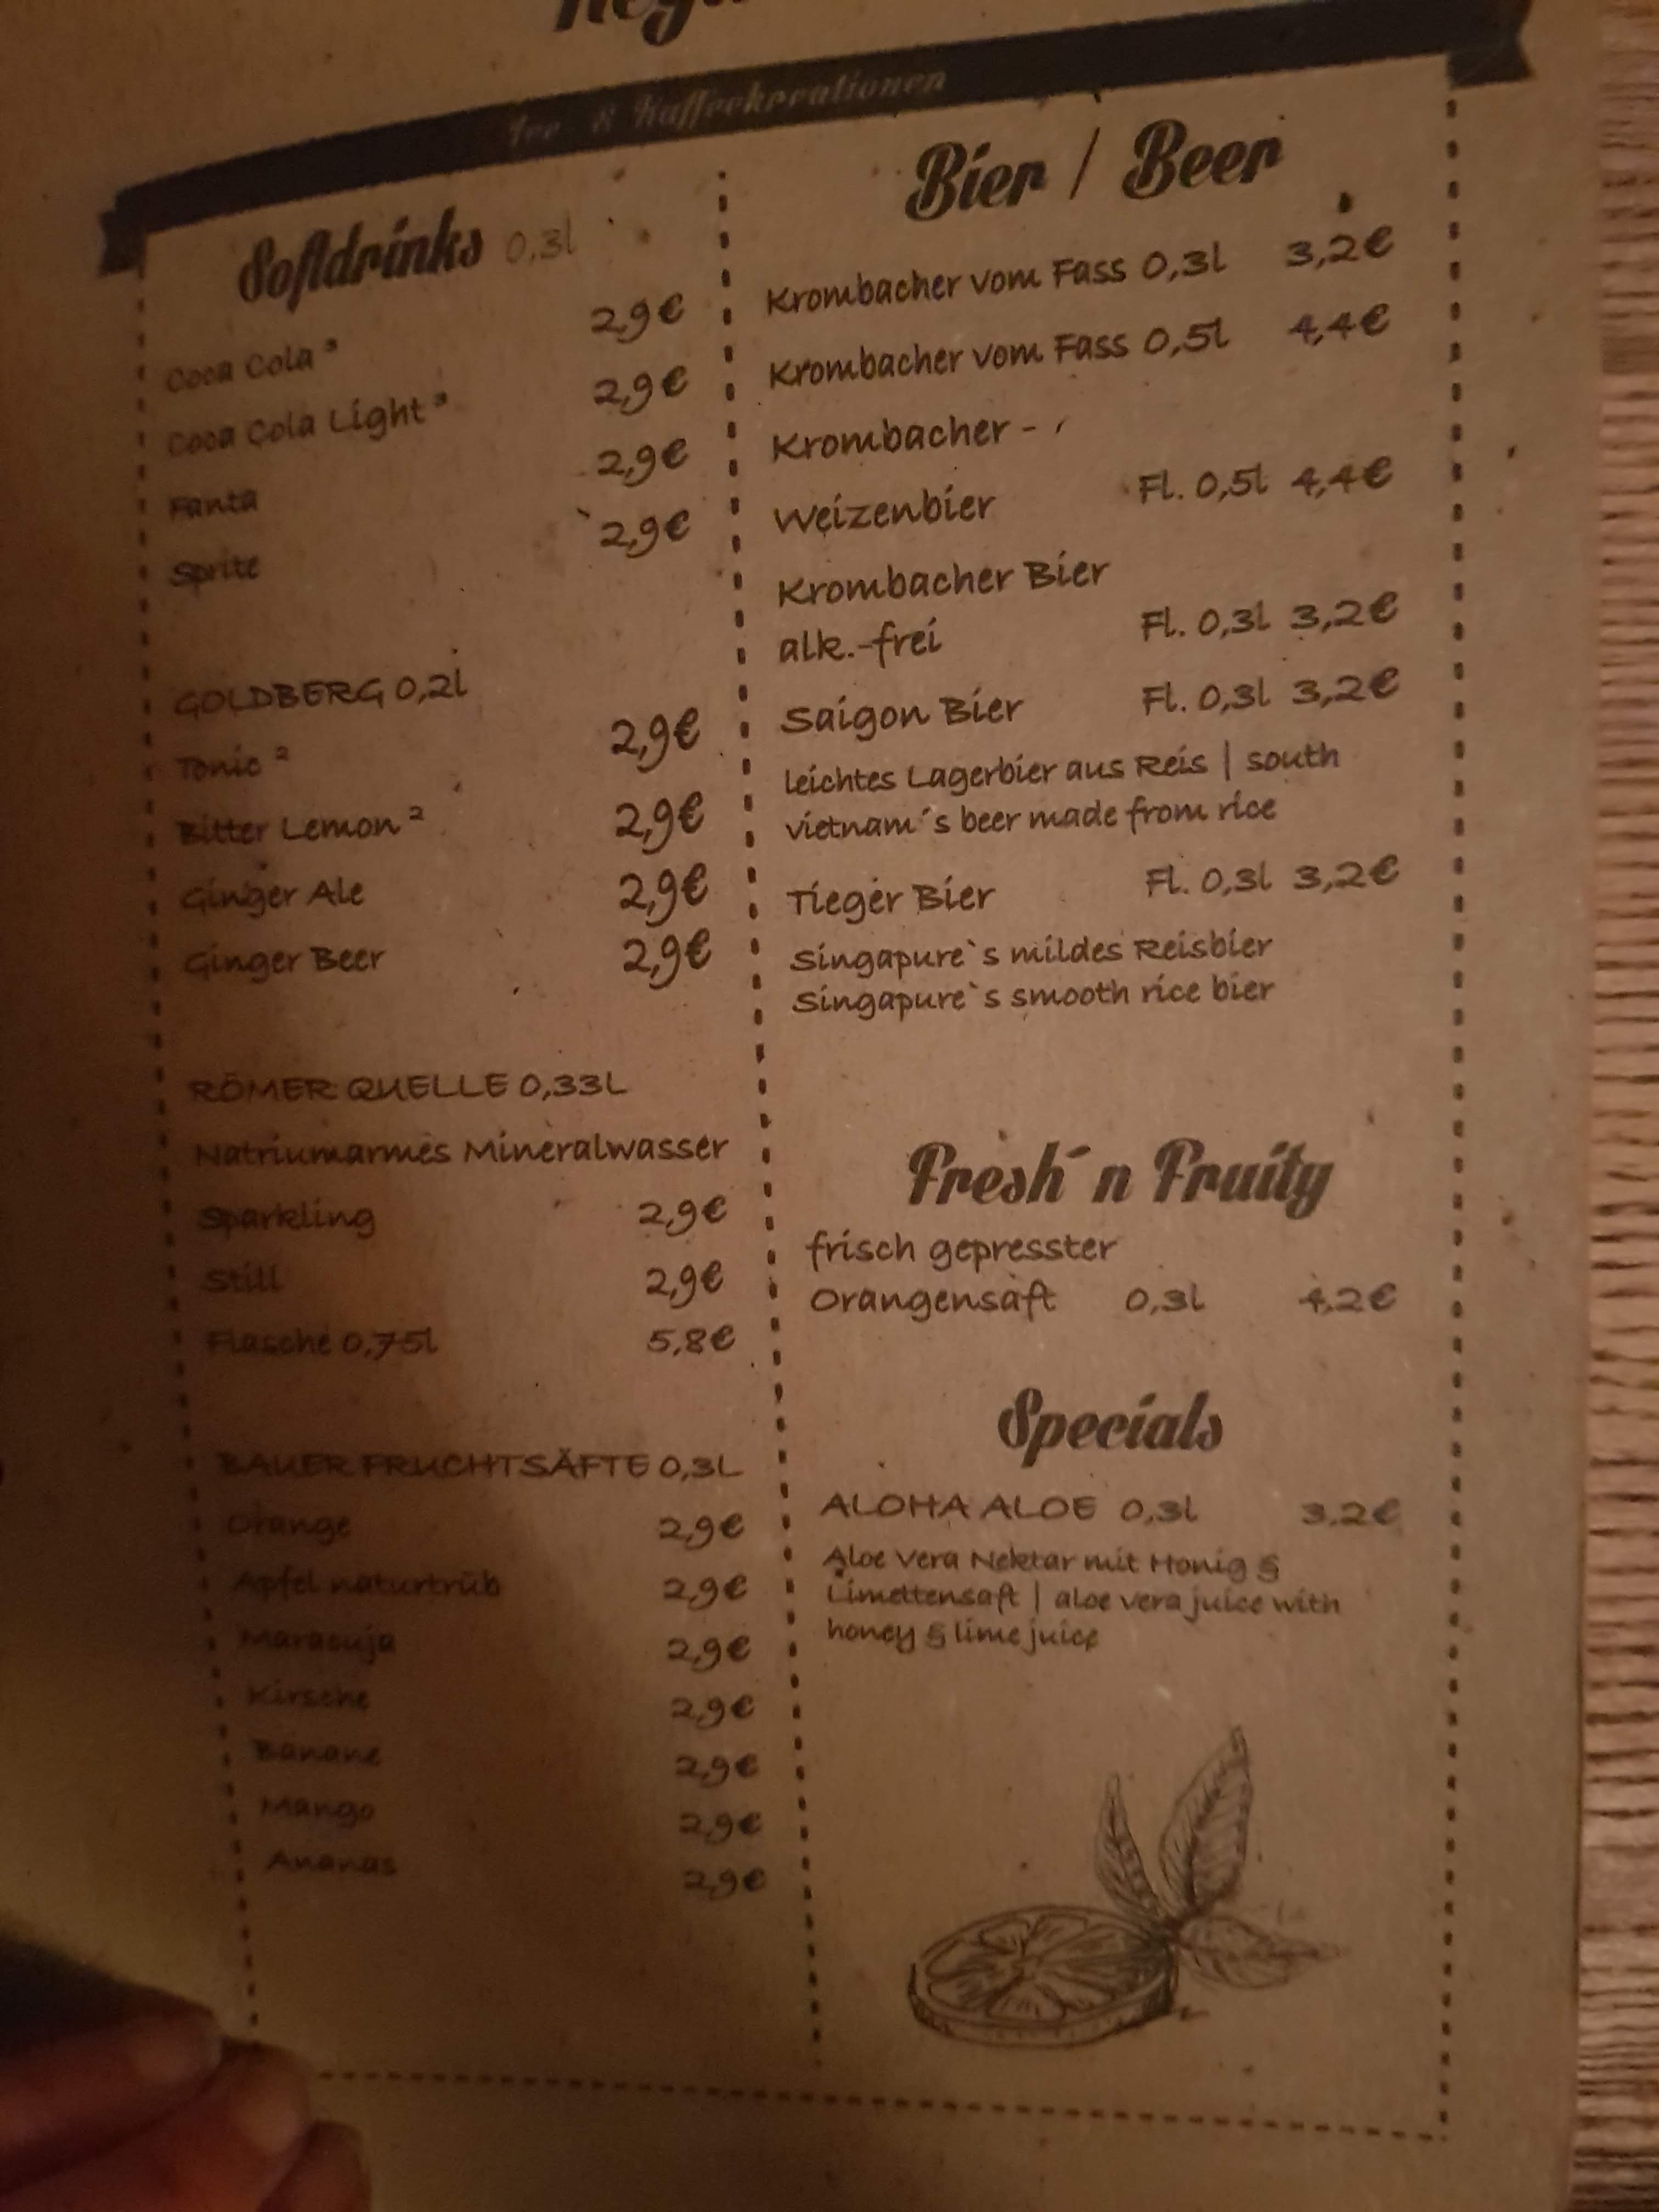 Tee & Kaffeekreationen
Softdrinks 0,3l
Coca Cola ³ 2,9€
Coca Cola Light ³ 2,9€
Fanta 2,9€
Sprite 2,9€
GOLDBERG 0,2l
Tonic ² 2,9€
Bitter Lemon ² 2,9€
Ginger Ale 2,9€
Ginger Beer 2,9€
RÖMER QUELLE 0,33L
Natriumarmes Mineralwasser
Sparkling 2,9€
Still 2,9€
Flasche 0,75l 5,8€
BAUER FRUCHTSÄFTE 0,3L
Orange 2,9€
Apfel naturtrüb 2,9€
Maracuja 2,9€
Kirsche 2,9€
Banane 2,9€
Mango 2,9€
Ananas 2,9€
Bier / Beer
Krombacher vom Fass 0,3l 3,2€
Krombacher vom Fass 0,5l 4,4€
Krombacher -
Weizenbier Fl. 0,5l 4,4€
Krombacher Bier
alk.-frei Fl. 0,3l 3,2€
Saigon Bier Fl. 0,3l 3,2€
leichtes Lagerbier aus Reis | south
vietnam´s beer made from rice
Tieger Bier Fl. 0,3l 3,2€
Singapure`s mildes Reisbier
Singapure`s smooth rice bier
Fresh´n Fruity
frisch gepresster
Orangensaft 0,3l 4,2€
Specials
ALOHA ALOE 0,3l 3,2€
Aloe Vera Nektar mit Honig &
Limettensaft | aloe vera juice with
honey & lime juice